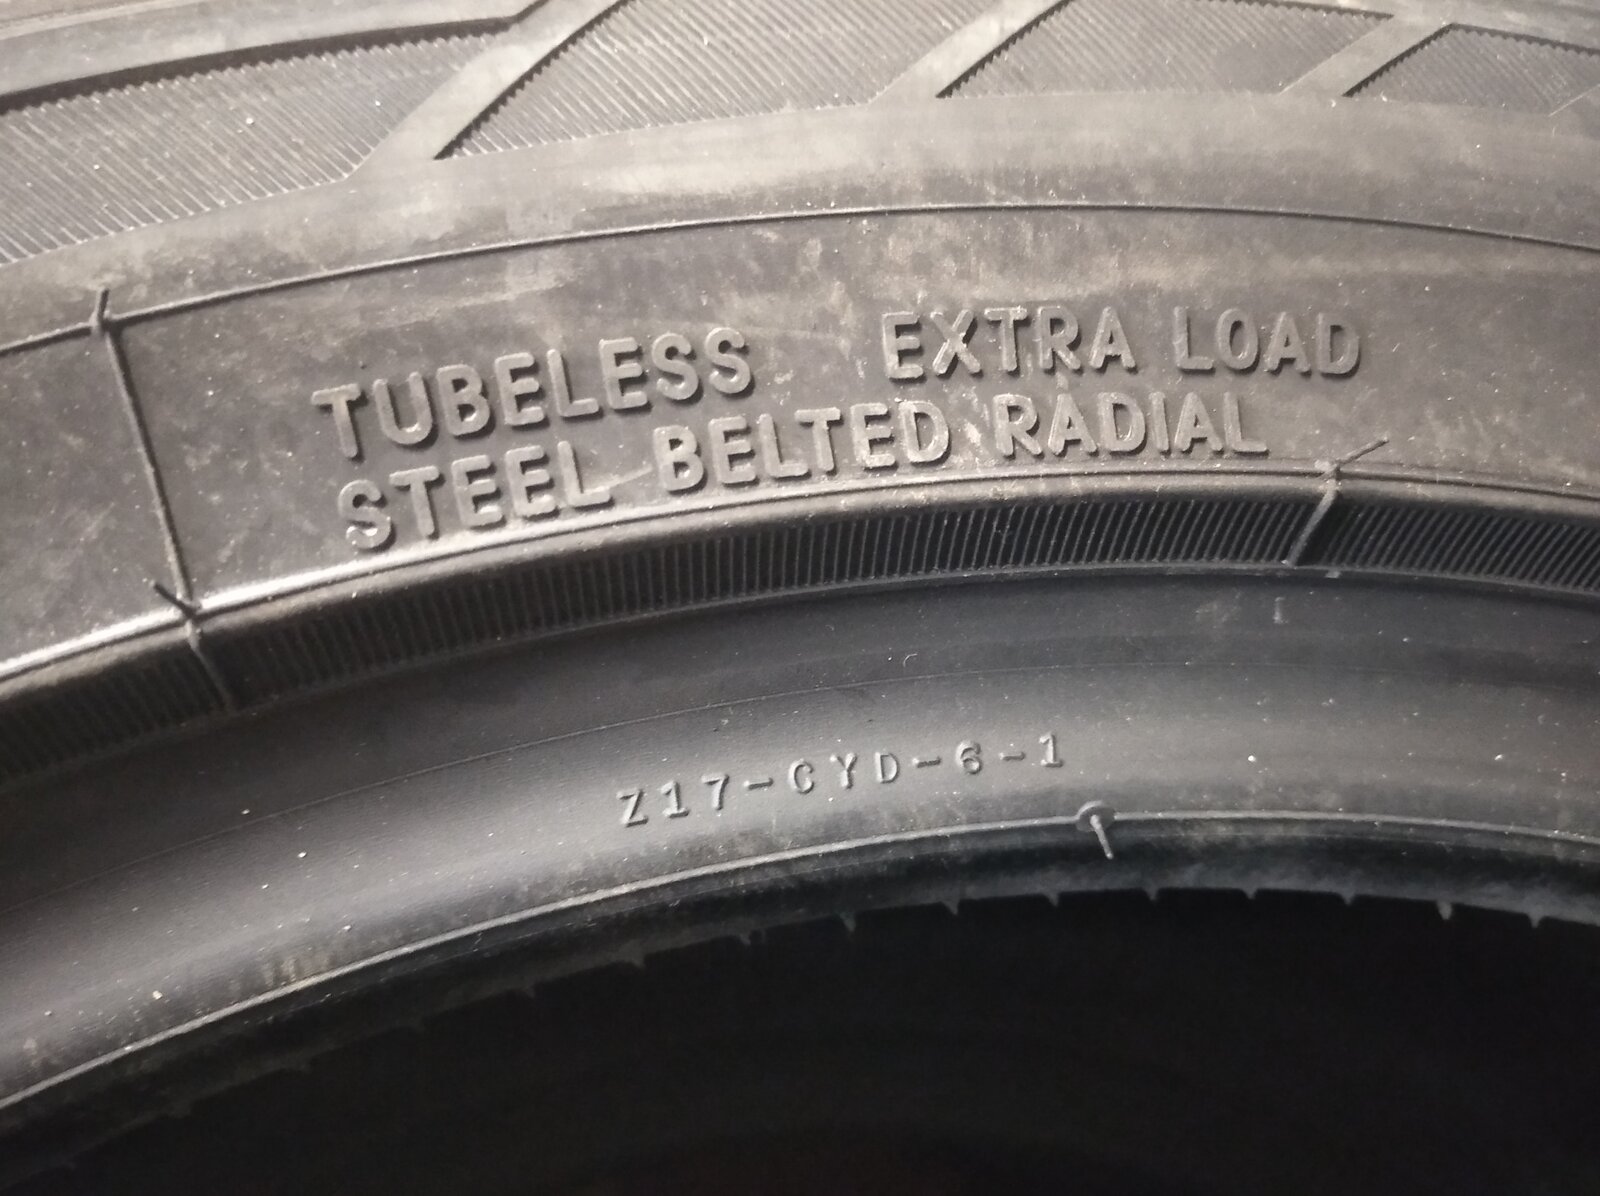 TUBELESS EXTRA LOAD
STEEL BELTED RADIAL
Z17-CYD-6-1